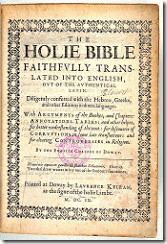 THE
HOLIE BIBLE
FAITHFVLLY TRANS-
LATED INTO ENGLISH,
OVT OF THE AVTHENTICAL
LATIN.
Diligently conferred with the Hebrew, Greeke,
and other Editions in diuers languages.
With ARGVMENTS of the Bookes, and Chapters:
ANNOTATIONS: TABLES: and other helpes,
for better vnderstanding of the text: for discouerie of
CORRVPTIONS in some late translations: and
for clearing CONTROVERSIES in Religion.
BY THE ENGLISH COLLEGE OF DOWAY.
Printed at Doway by LAVRENCE KELLAM,
at the signe of the holie Lambe.
M. DC. IX.